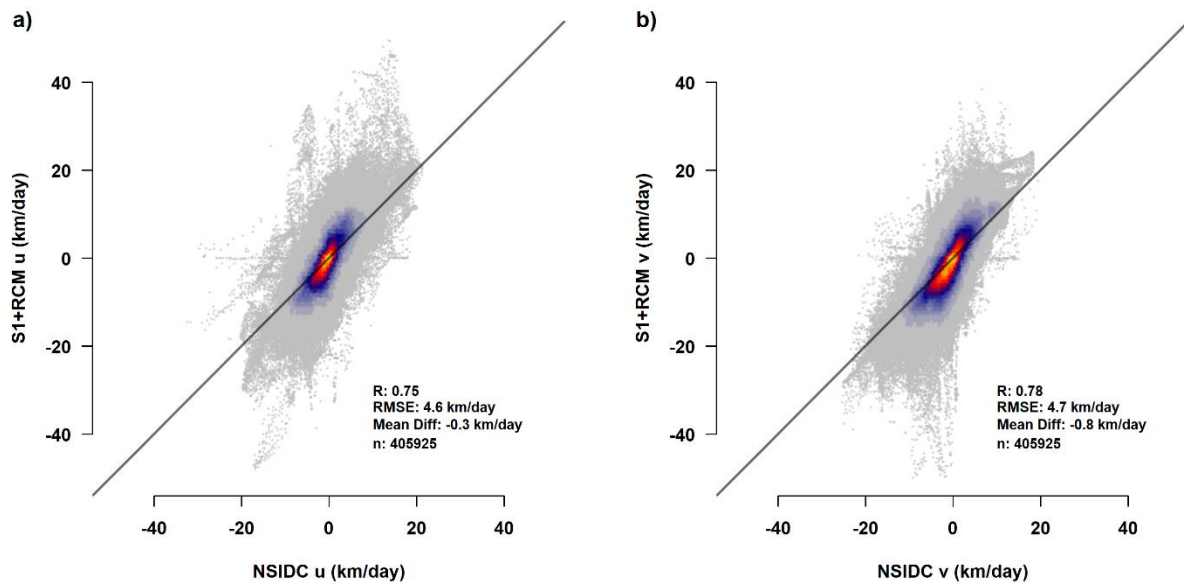 a)
S1+RCM u (km/day)
40
20
0
-20
-40
R: 0.75
RMSE: 4.6 km/day
Mean Diff: -0.3 km/day
n: 405925
-40
-20
0
20
40
NSIDC u (km/day)
b)
S1+RCM v (km/day)
40
20
0
-20
-40
R: 0.78
RMSE: 4.7 km/day
Mean Diff: -0.8 km/day
n: 405925
-40
-20
0
20
40
NSIDC v (km/day)